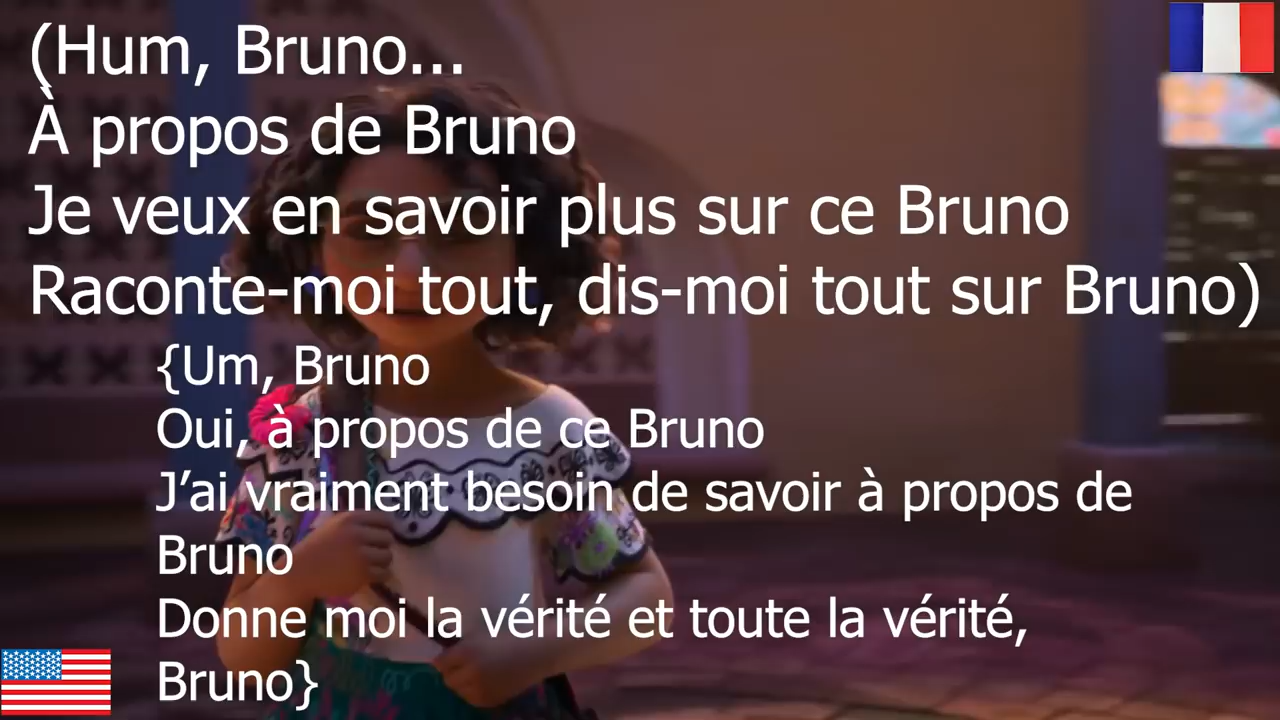 (Hum, Bruno...
À propos de Bruno
Je veux en savoir plus sur ce Bruno
Raconte-moi tout, dis-moi tout sur Bruno)
{Um, Bruno
Oui, à propos de ce Bruno
J'ai vraiment besoin de savoir à propos de
Bruno
Donne moi la vérité et toute la vérité,
Bruno}